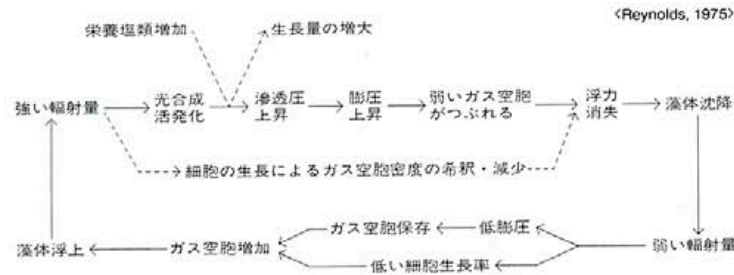 〈Reynolds, 1975〉
栄養塩類増加
生長量の増大
強い輻射量
光合成
活発化
滲透圧
上昇
膨圧
上昇
弱いガス空胞
がつぶれる
浮力
消失
藻体沈降
細胞の生長によるガス空胞密度の希釈・減少
ガス空胞保存
低膨圧
藻体浮上
ガス空胞増加
弱い輻射量
低い細胞生長率